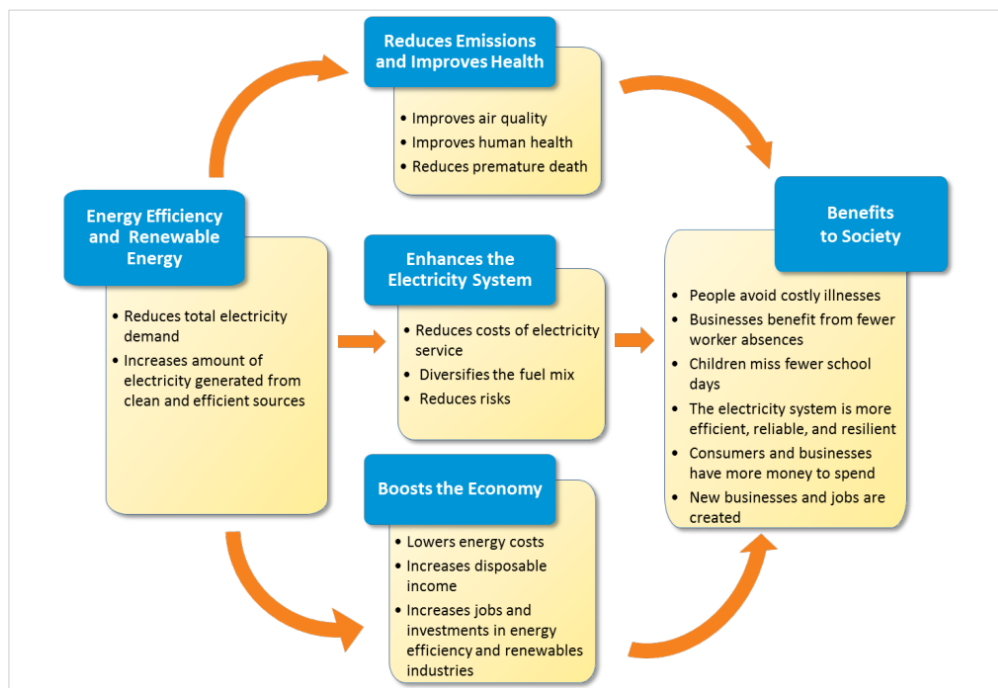 Reduces Emissions
and Improves Health
• Improves air quality
• Improves human health
• Reduces premature death
Energy Efficiency
and Renewable
Energy
• Reduces total electricity
demand
• Increases amount of
electricity generated from
clean and efficient sources
Enhances the
Electricity System
• Reduces costs of electricity
service
• Diversifies the fuel mix
• Reduces risks
Boosts the Economy
• Lowers energy costs
• Increases disposable
income
• Increases jobs and
investments in energy
efficiency and renewables
industries
Benefits
to Society
• People avoid costly illnesses
• Businesses benefit from fewer
worker absences
• Children miss fewer school
days
• The electricity system is more
efficient, reliable, and resilient
• Consumers and businesses
have more money to spend
• New businesses and jobs are
created